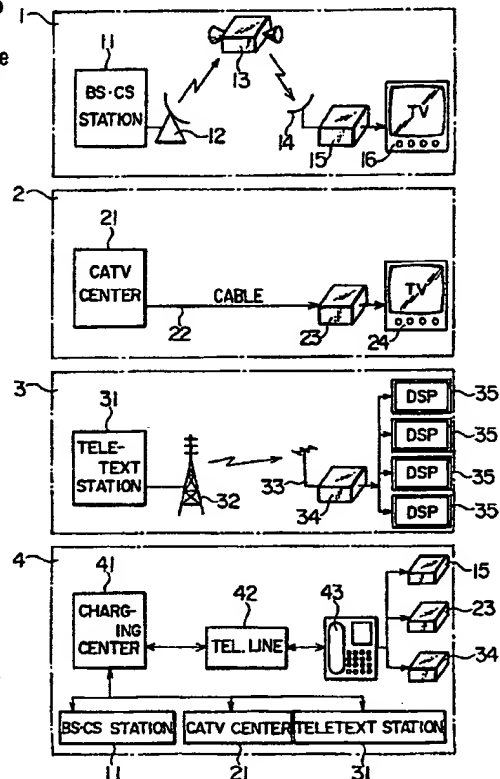 e
1
11
BS·CS
STATION
12
13
14
15
TV
16
2
21
CATV
CENTER
CABLE
22
23
TV
24
3
31
TELE-
TEXT
STATION
32
33
34
DSP
35
DSP
35
DSP
35
DSP
35
4
41
CHARG-
ING
CENTER
42
TEL. LINE
43
15
23
34
BS·CS STATION
CATV CENTER
TELETEXT STATION
11
21
31